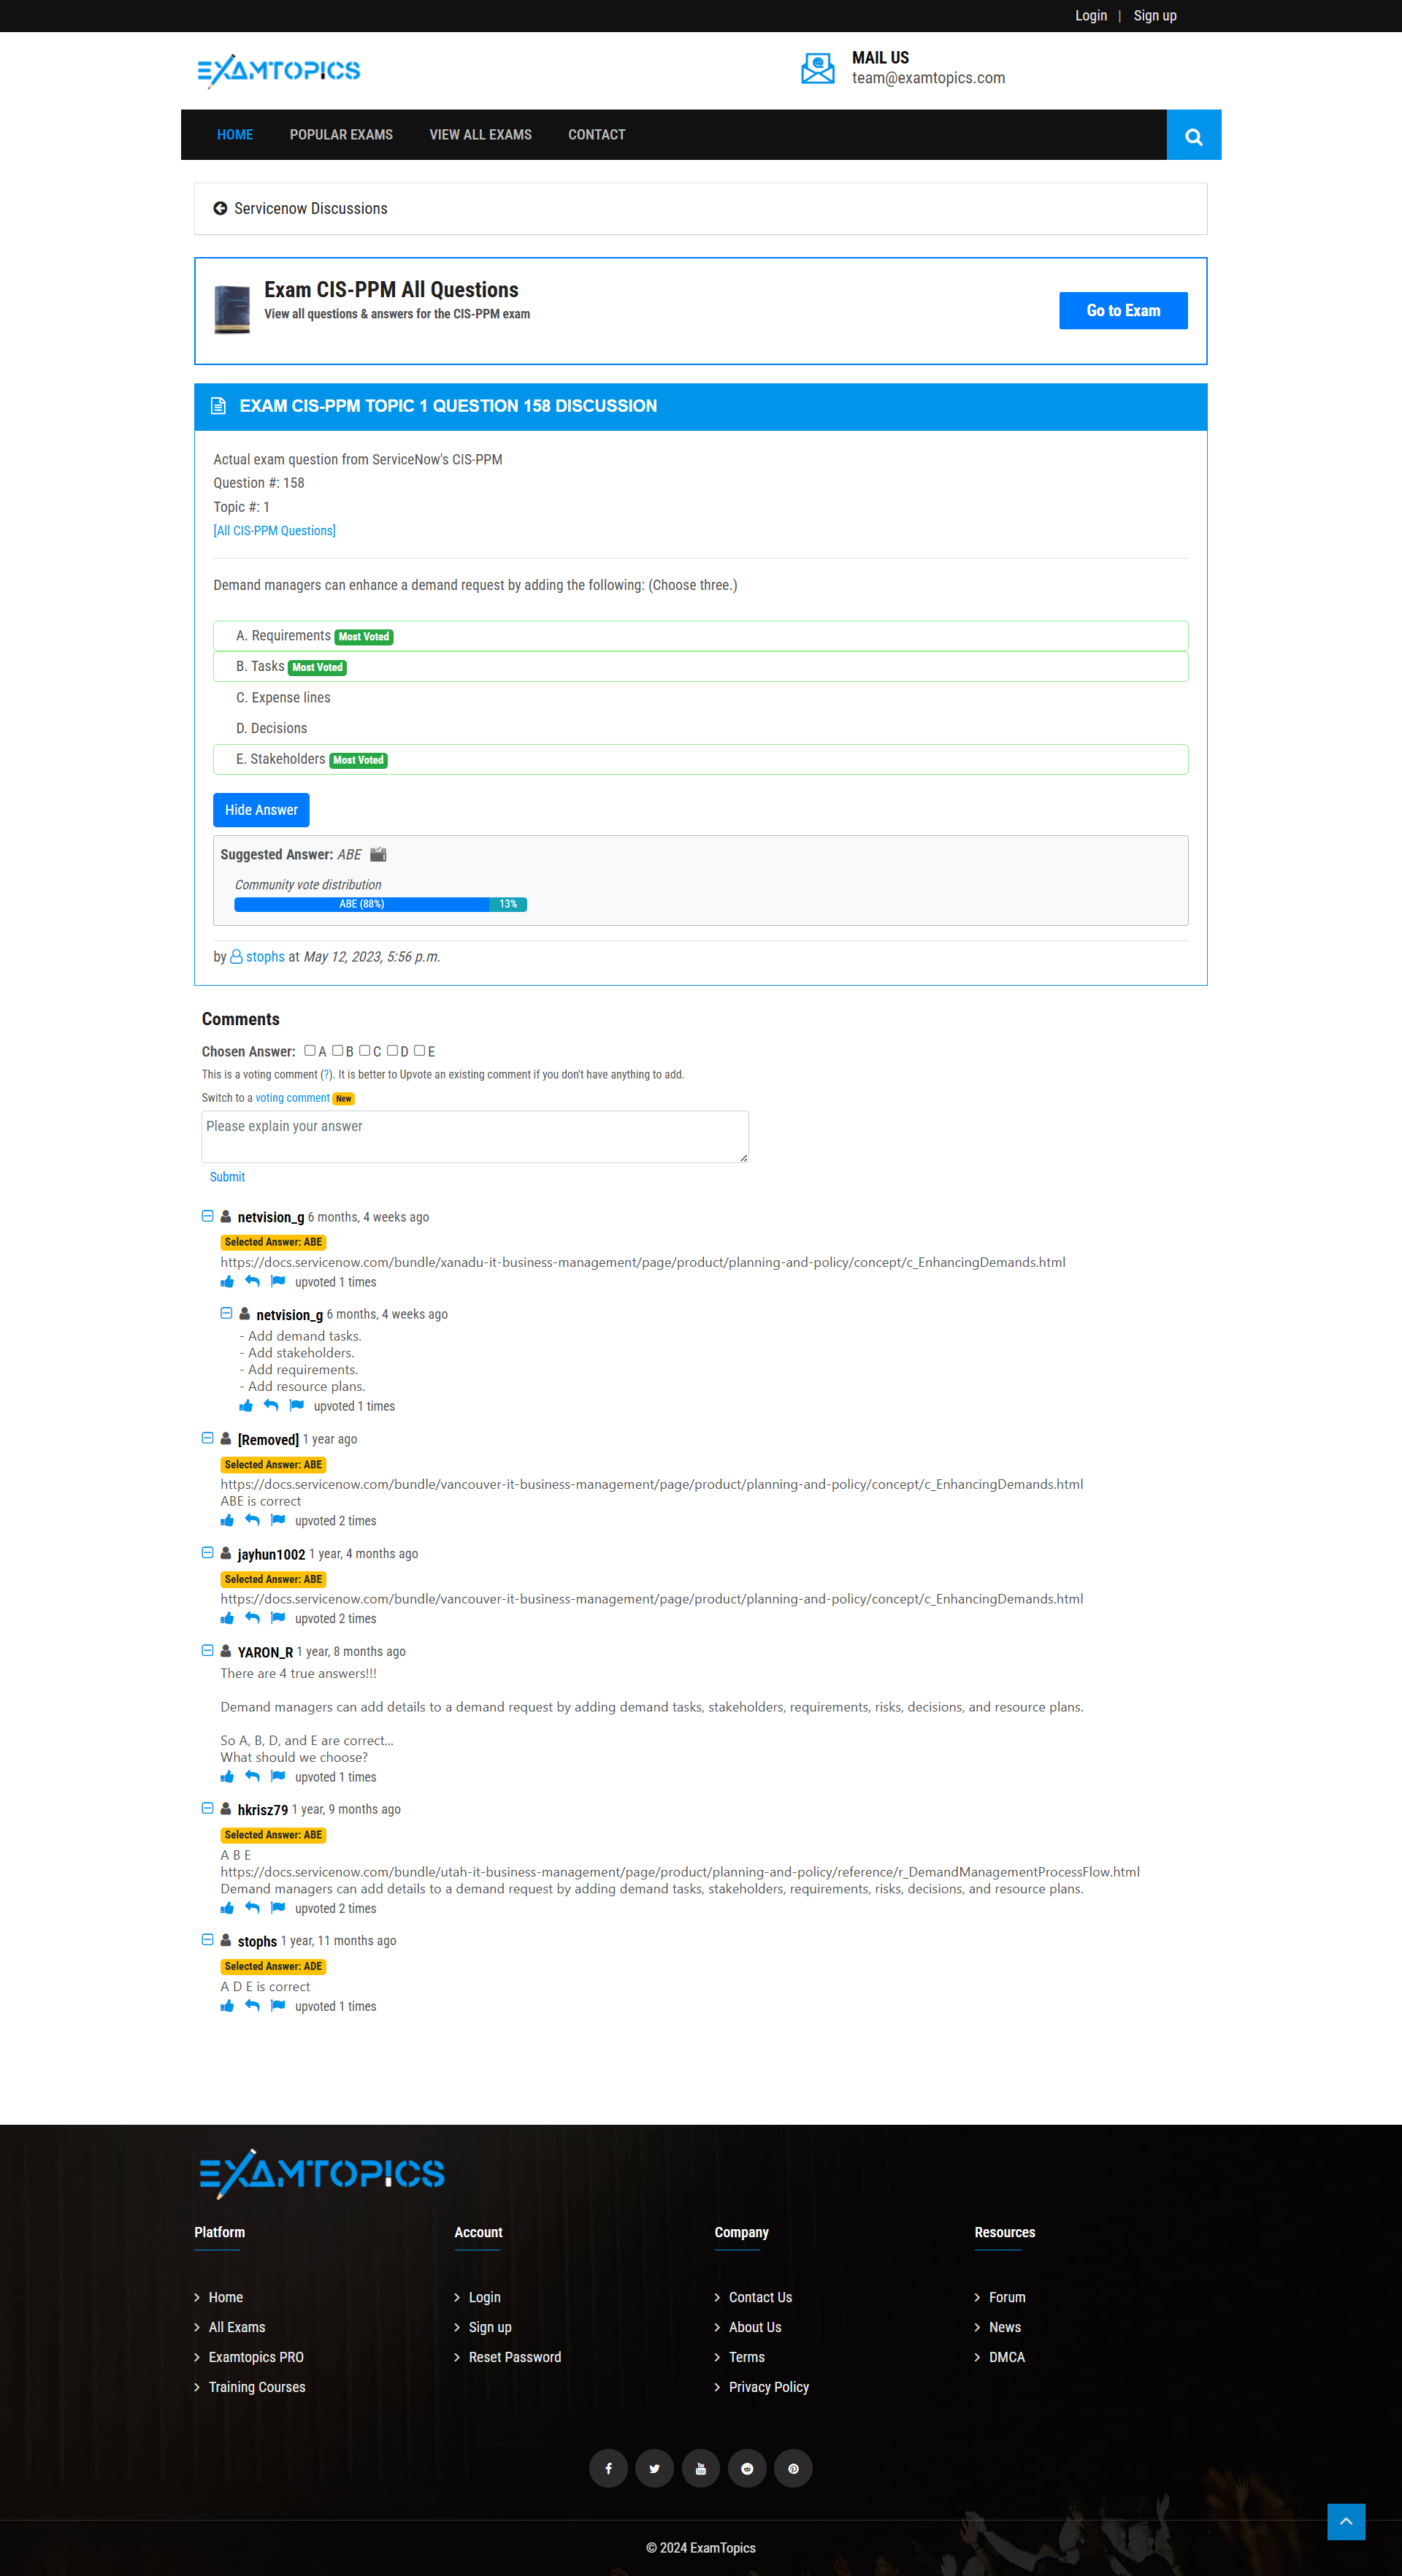 Login | Sign up
EXAMTOPICS
MAIL US
team@examtopics.com
HOME POPULAR EXAMS VIEW ALL EXAMS CONTACT
Servicenow Discussions
Exam CIS-PPM All Questions
View all questions & answers for the CIS-PPM exam
Go to Exam
EXAM CIS-PPM TOPIC 1 QUESTION 158 DISCUSSION
Actual exam question from ServiceNow's CIS-PPM
Question #: 158
Topic #: 1
[All CIS-PPM Questions]
Demand managers can enhance a demand request by adding the following: (Choose three.)
A. Requirements Most Voted
B. Tasks Most Voted
C. Expense lines
D. Decisions
E. Stakeholders Most Voted
Hide Answer
Suggested Answer: ABE
Community vote distribution
ABE (88%) 13%
by stophs at May 12, 2023, 5:56 p.m.
Comments
Chosen Answer: A B C D E
This is a voting comment (?). It is better to Upvote an existing comment if you don't have anything to add.
Switch to a voting comment New
Please explain your answer
Submit
netvision_g 6 months, 4 weeks ago
Selected Answer: ABE
https://docs.servicenow.com/bundle/xanadu-it-business-management/page/product/planning-and-policy/concept/c_EnhancingDemands.html
upvoted 1 times
netvision_g 6 months, 4 weeks ago
- Add demand tasks.
- Add stakeholders.
- Add requirements.
- Add resource plans.
upvoted 1 times
[Removed] 1 year ago
Selected Answer: ABE
https://docs.servicenow.com/bundle/vancouver-it-business-management/page/product/planning-and-policy/concept/c_EnhancingDemands.html
ABE is correct
upvoted 2 times
jayhun1002 1 year, 4 months ago
Selected Answer: ABE
https://docs.servicenow.com/bundle/vancouver-it-business-management/page/product/planning-and-policy/concept/c_EnhancingDemands.html
upvoted 2 times
YARON_R 1 year, 8 months ago
There are 4 true answers!!!
Demand managers can add details to a demand request by adding demand tasks, stakeholders, requirements, risks, decisions, and resource plans.
So A, B, D, and E are correct...
What should we choose?
upvoted 1 times
hkrisz79 1 year, 9 months ago
Selected Answer: ABE
A B E
https://docs.servicenow.com/bundle/utah-it-business-management/page/product/planning-and-policy/reference/r_DemandManagementProcessFlow.html
Demand managers can add details to a demand request by adding demand tasks, stakeholders, requirements, risks, decisions, and resource plans.
upvoted 2 times
stophs 1 year, 11 months ago
Selected Answer: ADE
A D E is correct
upvoted 1 times
EXAMTOPICS
Platform
Home
All Exams
Examtopics PRO
Training Courses
Account
Login
Sign up
Reset Password
Company
Contact Us
About Us
Terms
Privacy Policy
Resources
Forum
News
DMCA
© 2024 ExamTopics